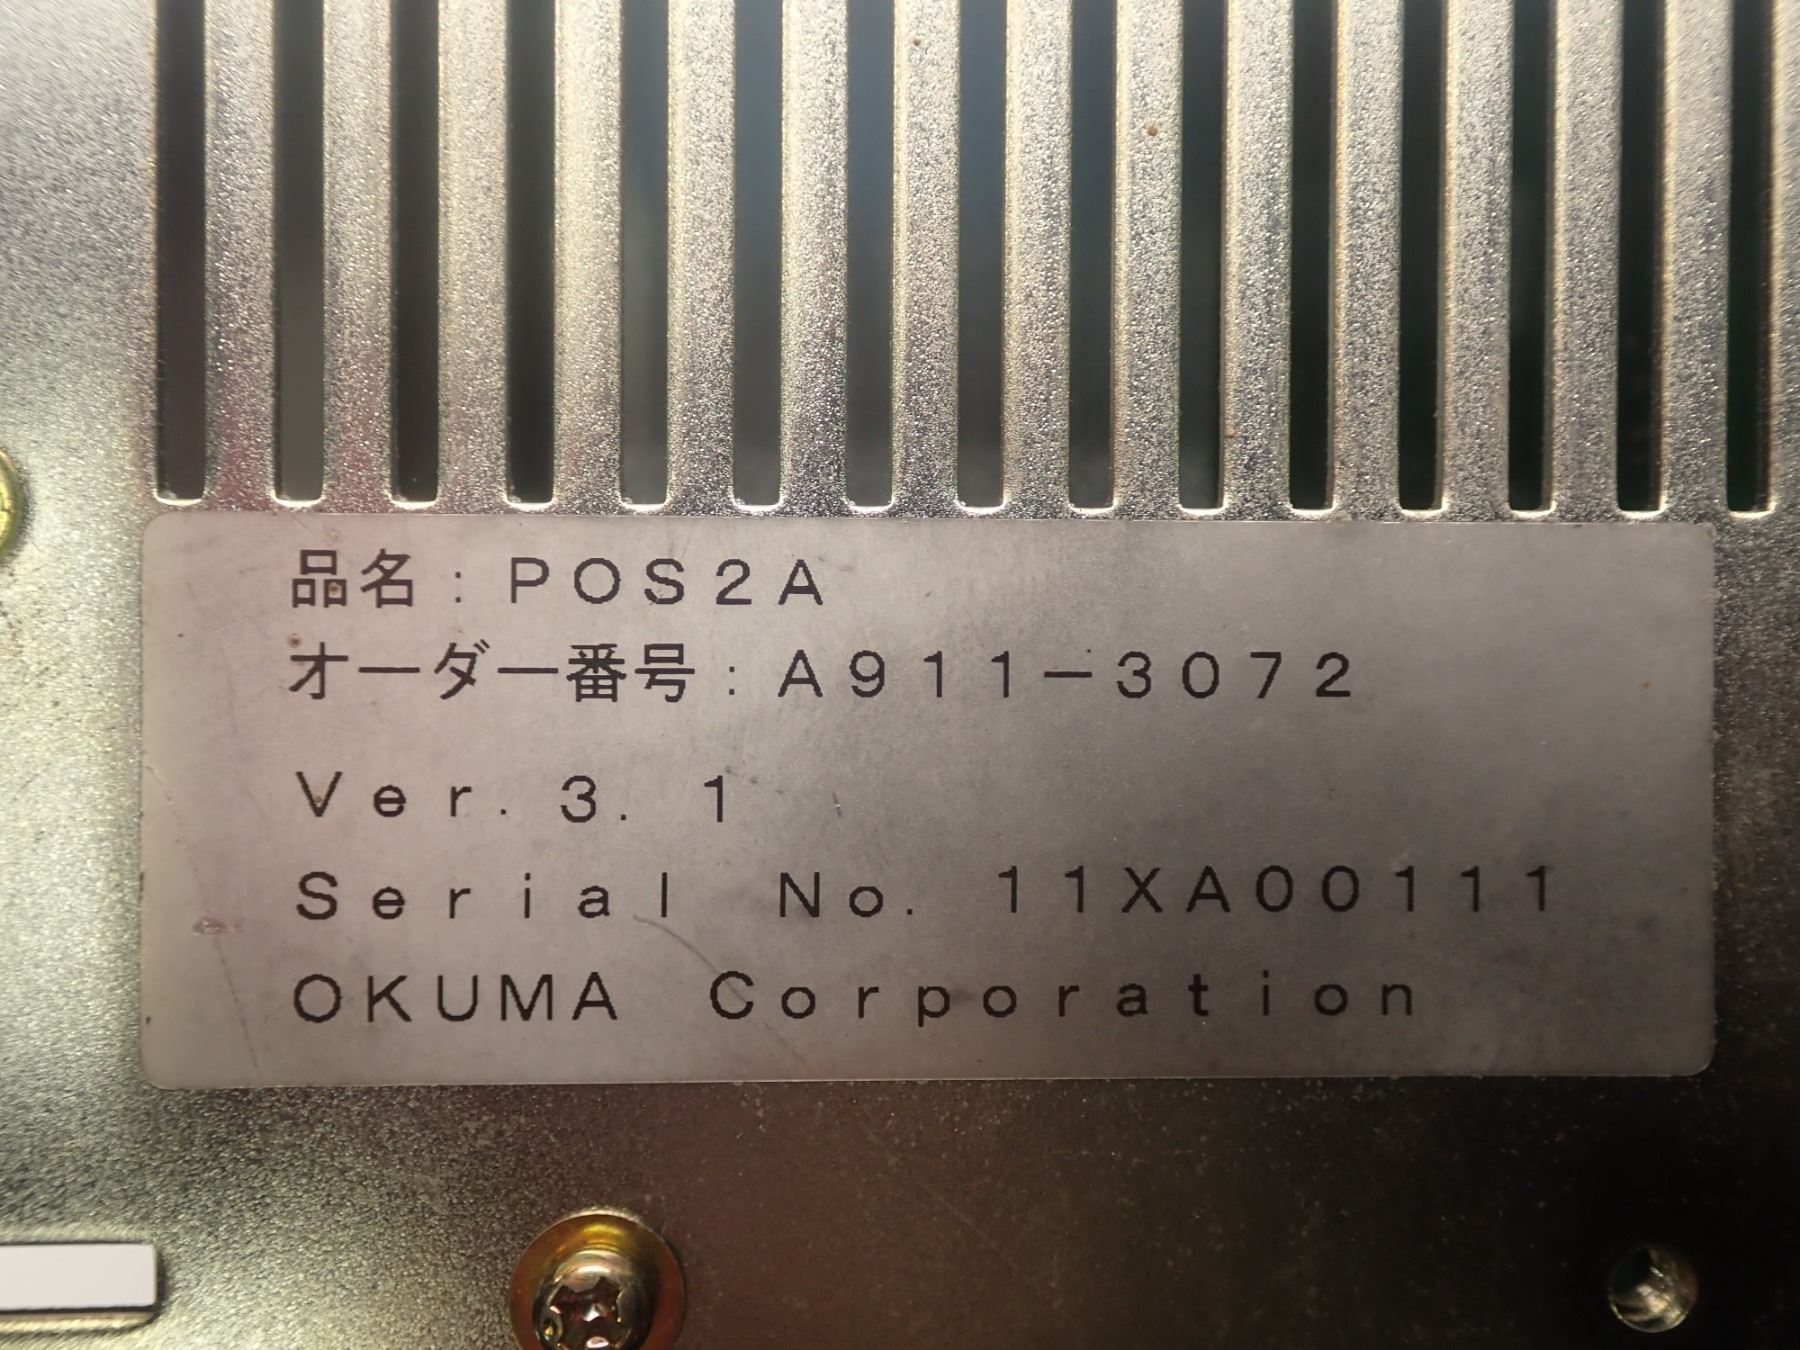 品名：POS2A
オーダー番号：A911-3072
Ver. 3. 1
Serial No. 11XA00111
OKUMA Corporation